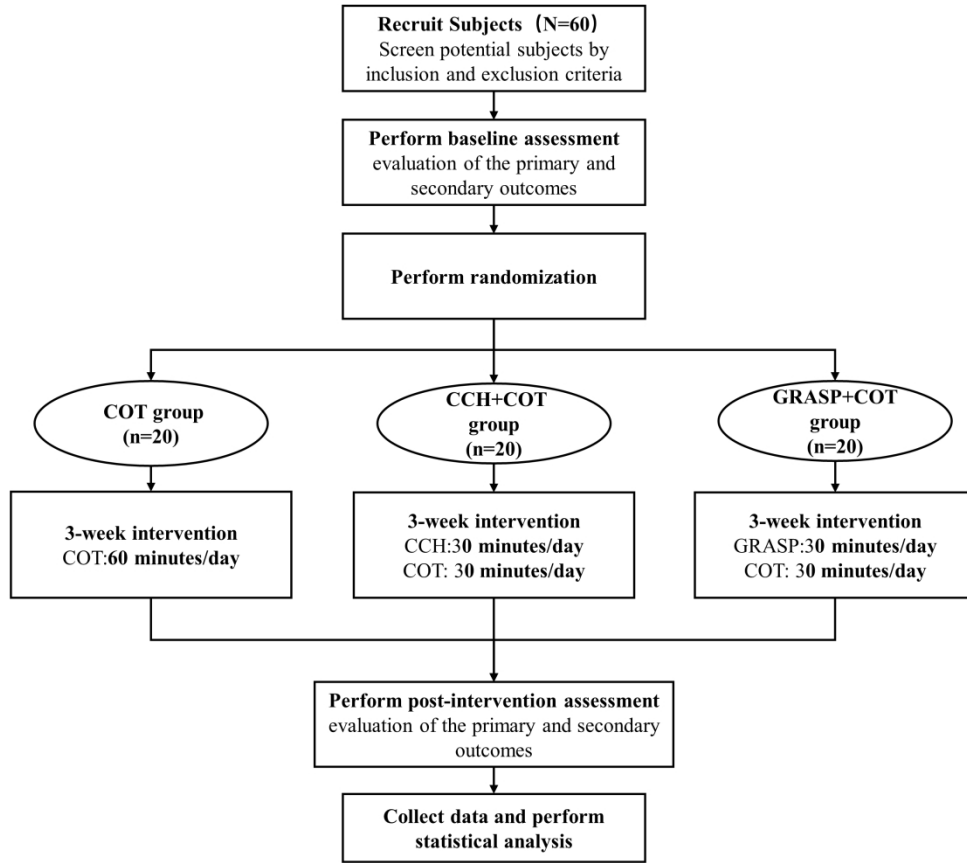 Recruit Subjects（N=60）
Screen potential subjects by
inclusion and exclusion criteria
Perform baseline assessment
evaluation of the primary and
secondary outcomes
Perform randomization
COT group
(n=20)
CCH+COT
group
(n=20)
GRASP+COT
group
(n=20)
3-week intervention
COT:60 minutes/day
3-week intervention
CCH:30 minutes/day
COT: 30 minutes/day
3-week intervention
GRASP:30 minutes/day
COT: 30 minutes/day
Perform post-intervention assessment
evaluation of the primary and secondary
outcomes
Collect data and perform
statistical analysis